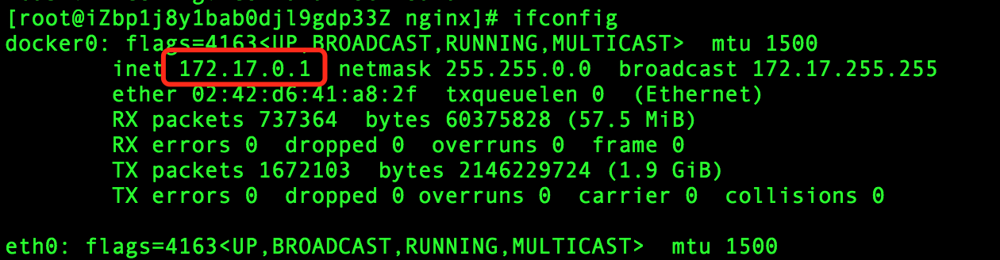 [root@iZbp1j8y1bab0djl9gdp33Z nginx]# ifconfig
docker0: flags=4163<UP,BROADCAST,RUNNING,MULTICAST>  mtu 1500
inet 172.17.0.1  netmask 255.255.0.0  broadcast 172.17.255.255
ether 02:42:d6:41:a8:2f  txqueuelen 0  (Ethernet)
RX packets 737364  bytes 60375828 (57.5 MiB)
RX errors 0  dropped 0  overruns 0  frame 0
TX packets 1672103  bytes 2146229724 (1.9 GiB)
TX errors 0  dropped 0 overruns 0  carrier 0  collisions 0
eth0: flags=4163<UP,BROADCAST,RUNNING,MULTICAST>  mtu 1500